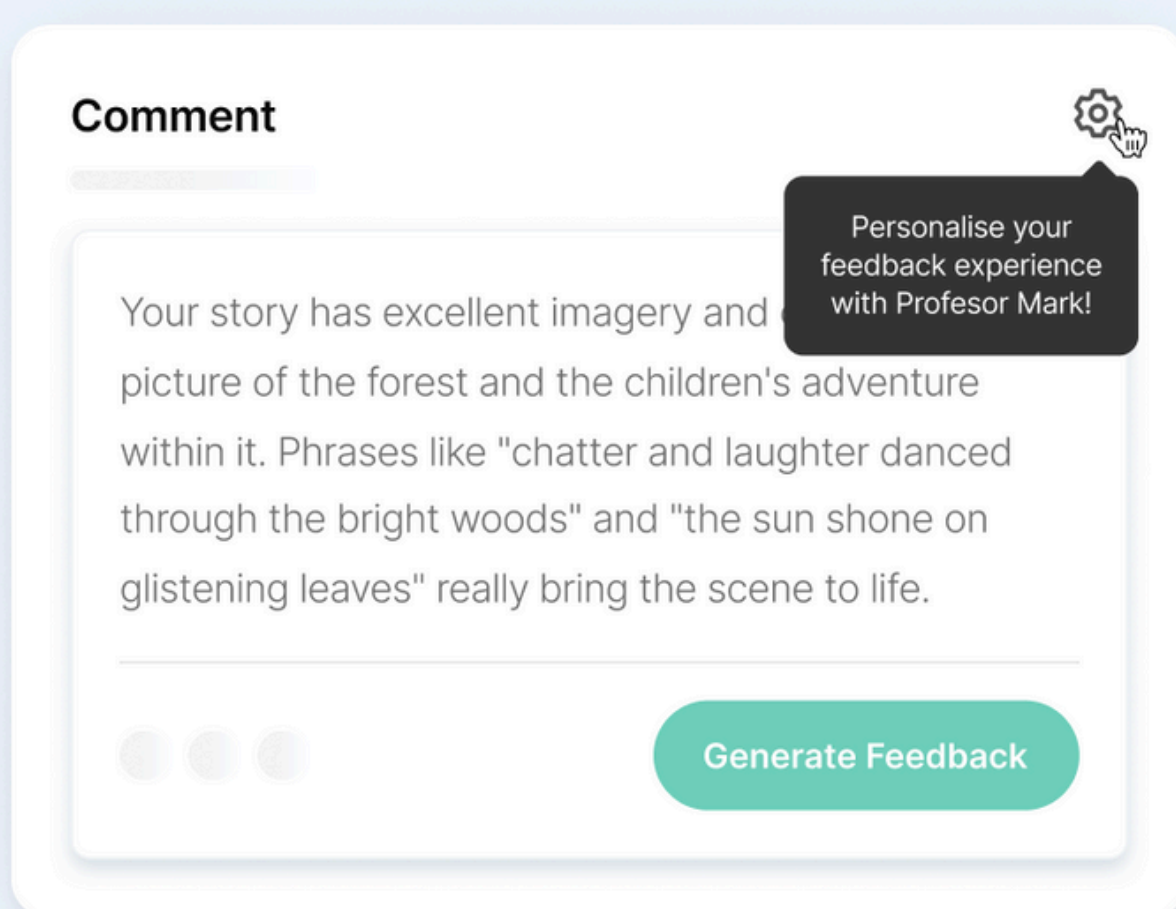 Comment
Personalise your
feedback experience
with Profesor Mark!
Your story has excellent imagery and
picture of the forest and the children's adventure
within it. Phrases like "chatter and laughter danced
through the bright woods" and "the sun shone on
glistening leaves" really bring the scene to life.
Generate Feedback